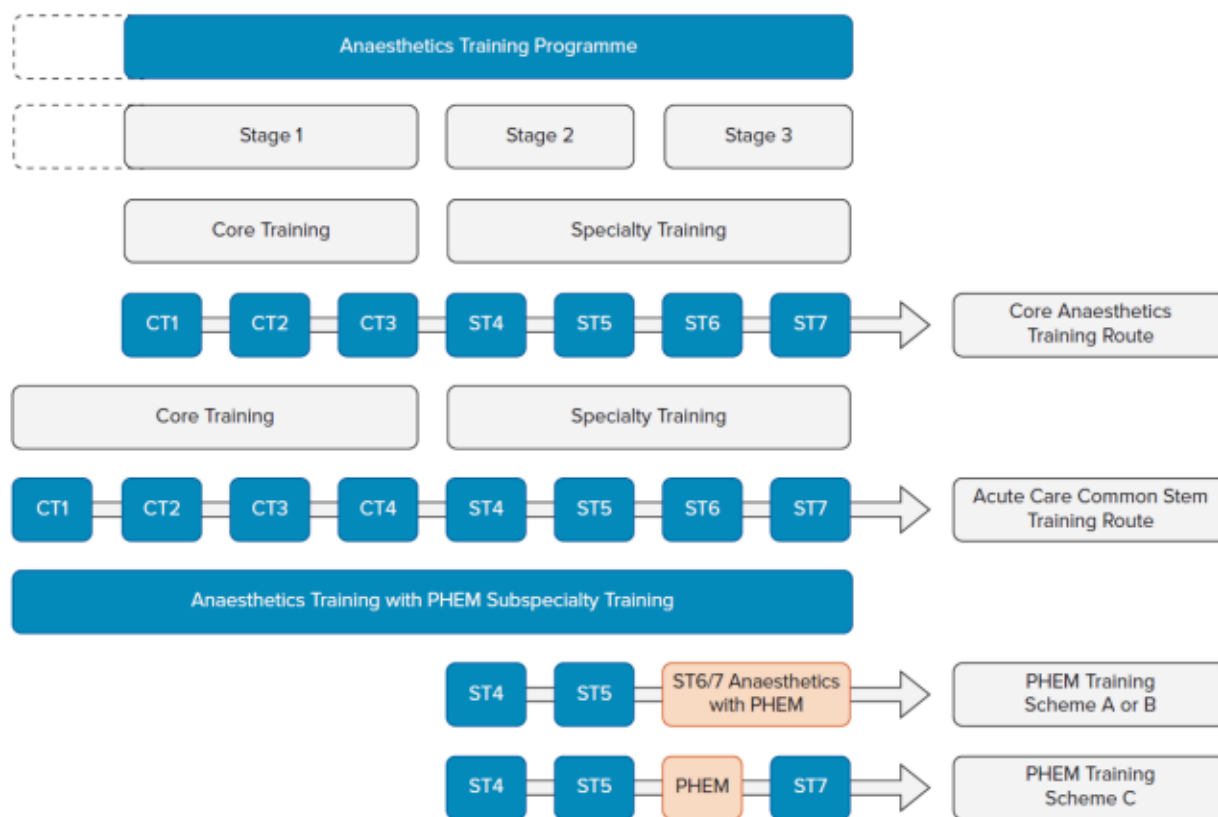 Anaesthetics Training Programme
Stage 1
Stage 2
Stage 3
Core Training
Specialty Training
CT1
CT2
CT3
ST4
ST5
ST6
ST7
Core Anaesthetics
Training Route
Core Training
Specialty Training
CT1
CT2
CT3
CT4
ST4
ST5
ST6
ST7
Acute Care Common Stem
Training Route
Anaesthetics Training with PHEM Subspecialty Training
ST4
ST5
ST6/7 Anaesthetics
with PHEM
PHEM Training
Scheme A or B
ST4
ST5
PHEM
ST7
PHEM Training
Scheme C